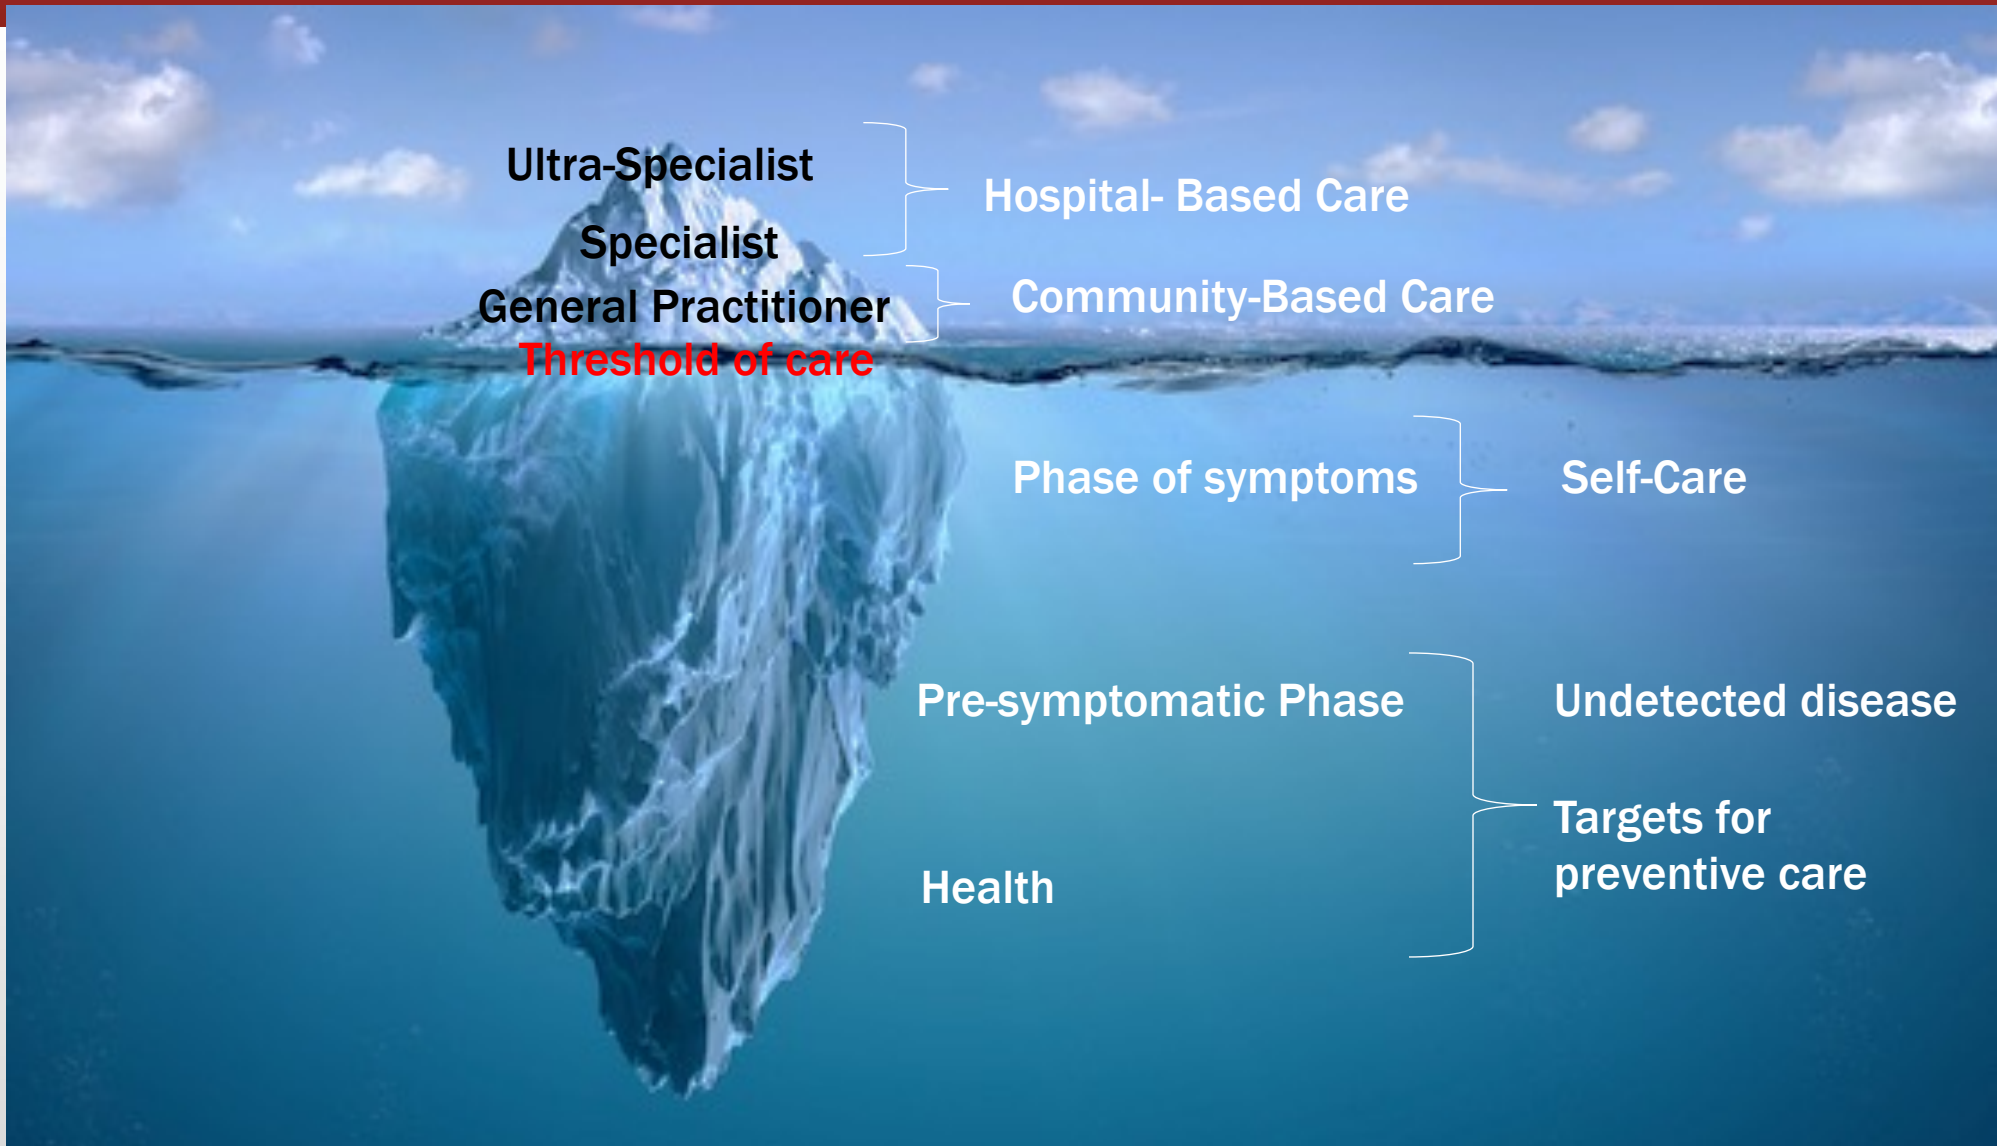 Ultra-Specialist
Hospital- Based Care
Specialist
General Practitioner
Community-Based Care
Threshold of care
Phase of symptoms
Self-Care
Pre-symptomatic Phase
Undetected disease
Targets for
preventive care
Health